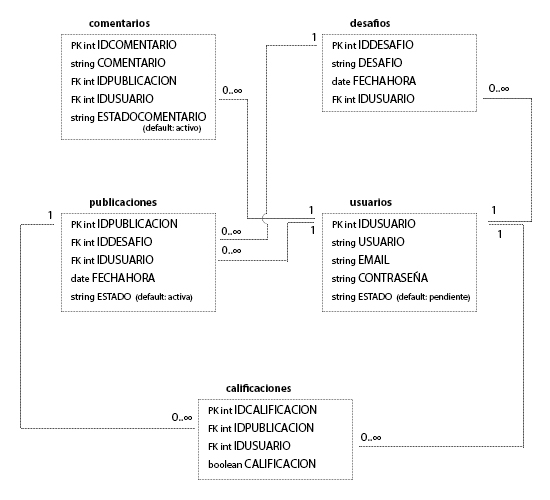 comentarios
PK int IDCOMENTARIO
string COMENTARIO
FK int IDPUBLICACION
FK int IDUSUARIO
string ESTADOCOMENTARIO
(default: activo)
0..∞
1
desafios
PK int IDDESAFIO
string DESAFIO
date FECHAHORA
FK int IDUSUARIO
0..∞
1
publicaciones
PK int IDPUBLICACION
FK int IDDESAFIO
FK int IDUSUARIO
date FECHAHORA
string ESTADO (default: activa)
0..∞
0..∞
1
1
usuarios
PK int IDUSUARIO
string USUARIO
string EMAIL
string CONTRASEÑA
string ESTADO (default: pendiente)
1
1
calificaciones
PK int IDCALIFICACION
FK int IDPUBLICACION
FK int IDUSUARIO
boolean CALIFICACION
0..∞
0..∞